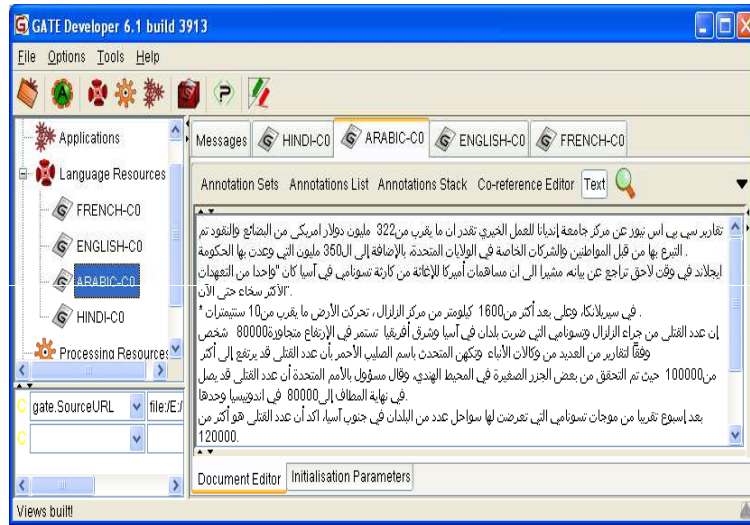 GATE Developer 6.1 build 3913
File Options Tools Help
Applications
Language Resources
FRENCH-C0
ENGLISH-C0
ARABIC-C0
HINDI-C0
Processing Resources
C gate.SourceURL file:/E:/
C
Messages HINDI-C0 ARABIC-C0 ENGLISH-C0 FRENCH-C0
Annotation Sets Annotations List Annotations Stack Co-reference Editor Text
تقارير سي بي اس نيوز عن مركز جامعة إنديانا للعمل الخيري تقدر ان ما يقرب من322 مليون دولار امريكى من البضائع والنقود تم
التبرع بها من قبل المواطنين والشركات الخاصة في الولايات المتحدة، بالإضافة إلى ال350 مليون التي وعدت بها الحكومة .
ايجلاند في وقت لاحق تراجع عن بيانه، مشيرا الى ان مساهمات أميركا للإغاثة من كارثة تسونامي في آسيا كان "واحدا من التعهدات
الأكثر سخاء حتى الآن".
* في سيريلانكا، وعلى بعد أكثر من1600 كيلومتر من مركز الزلزال، تحركت الأرض ما يقرب من10 سنتيمترات .
إن عدد القتلى من جراء الزلزال وتسونامي التي ضربت بلدان في آسيا وشرق أفريقيا تستمر في الإرتفاع متجاوزة80000 شخص
وفقًا لتقارير من العديد من وكالات الأنباء وتكهن المتحدث باسم الصليب الأحمر بأن عدد القتلى قد يرتفع إلى أكثر
من100000 حيث تم التحقق من بعض الجزر الصغيرة في المحيط الهندي، وقال مسؤول بالأمم المتحدة أن عدد القتلى قد يصل
في نهاية المطاف إلى80000 في اندونيسيا وحدها.
بعد إسبوع تقريبا من موجات تسونامي التي تعرضت لها سواحل عدد من البلدان في جنوب آسيا، اكد أن عدد القتلى هو أكثر من
120000.
Document Editor Initialisation Parameters
Views built!